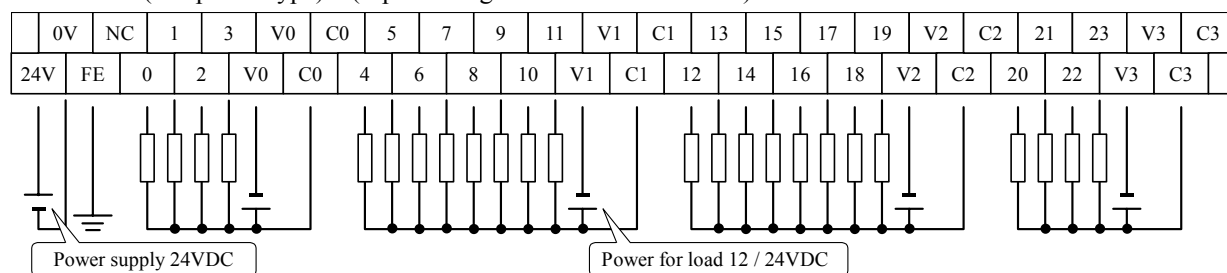 0V NC 1 3 V0 C0 5 7 9 11 V1 C1 13 15 17 19 V2 C2 21 23 V3 C3
24V FE 0 2 V0 C0 4 6 8 10 V1 C1 12 14 16 18 V2 C2 20 22 V3 C3
Power supply 24VDC
Power for load 12 / 24VDC